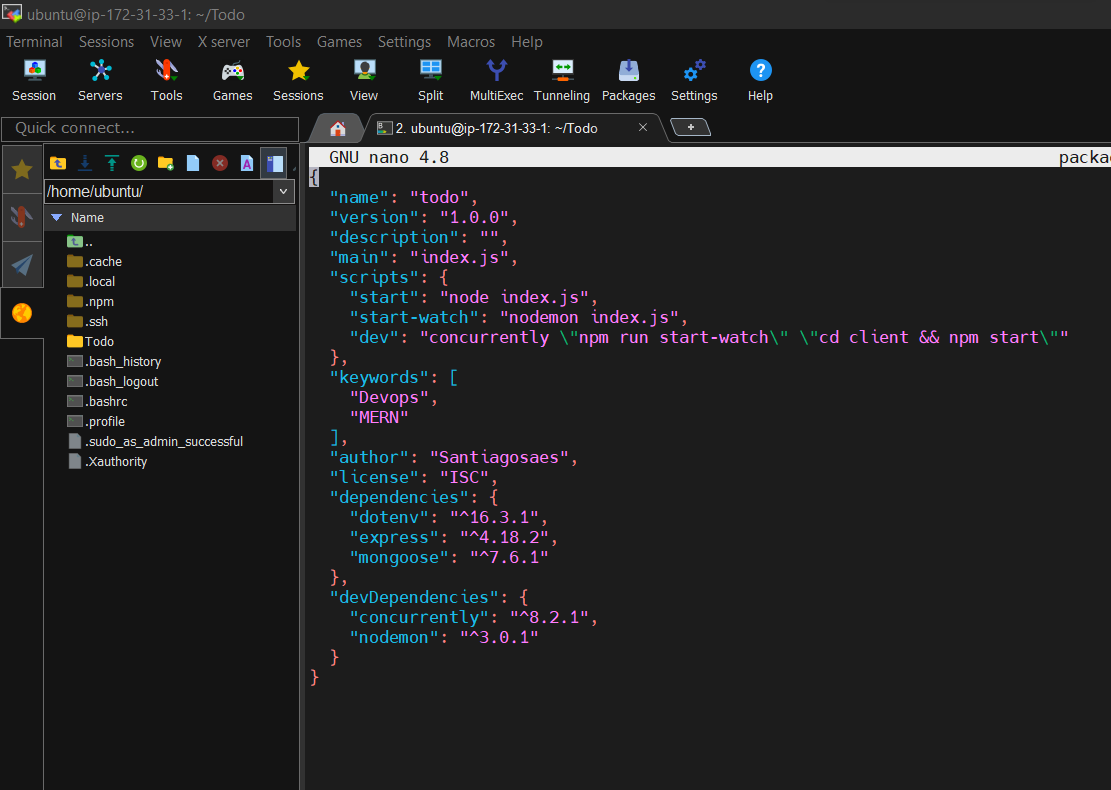 ubuntu@ip-172-31-33-1: ~/Todo
Terminal Sessions View X server Tools Games Settings Macros Help
Session Servers Tools Games Sessions View Split MultiExec Tunneling Packages Settings Help
Quick connect...
2. ubuntu@ip-172-31-33-1: ~/Todo
/home/ubuntu/
Name
..
.cache
.local
.npm
.ssh
Todo
.bash_history
.bash_logout
.bashrc
.profile
.sudo_as_admin_successful
.Xauthority
GNU nano 4.8 packa
{
  "name": "todo",
  "version": "1.0.0",
  "description": "",
  "main": "index.js",
  "scripts": {
    "start": "node index.js",
    "start-watch": "nodemon index.js",
    "dev": "concurrently \"npm run start-watch\" \"cd client && npm start\""
  },
  "keywords": [
    "Devops",
    "MERN"
  ],
  "author": "Santiagosaes",
  "license": "ISC",
  "dependencies": {
    "dotenv": "^16.3.1",
    "express": "^4.18.2",
    "mongoose": "^7.6.1"
  },
  "devDependencies": {
    "concurrently": "^8.2.1",
    "nodemon": "^3.0.1"
  }
}